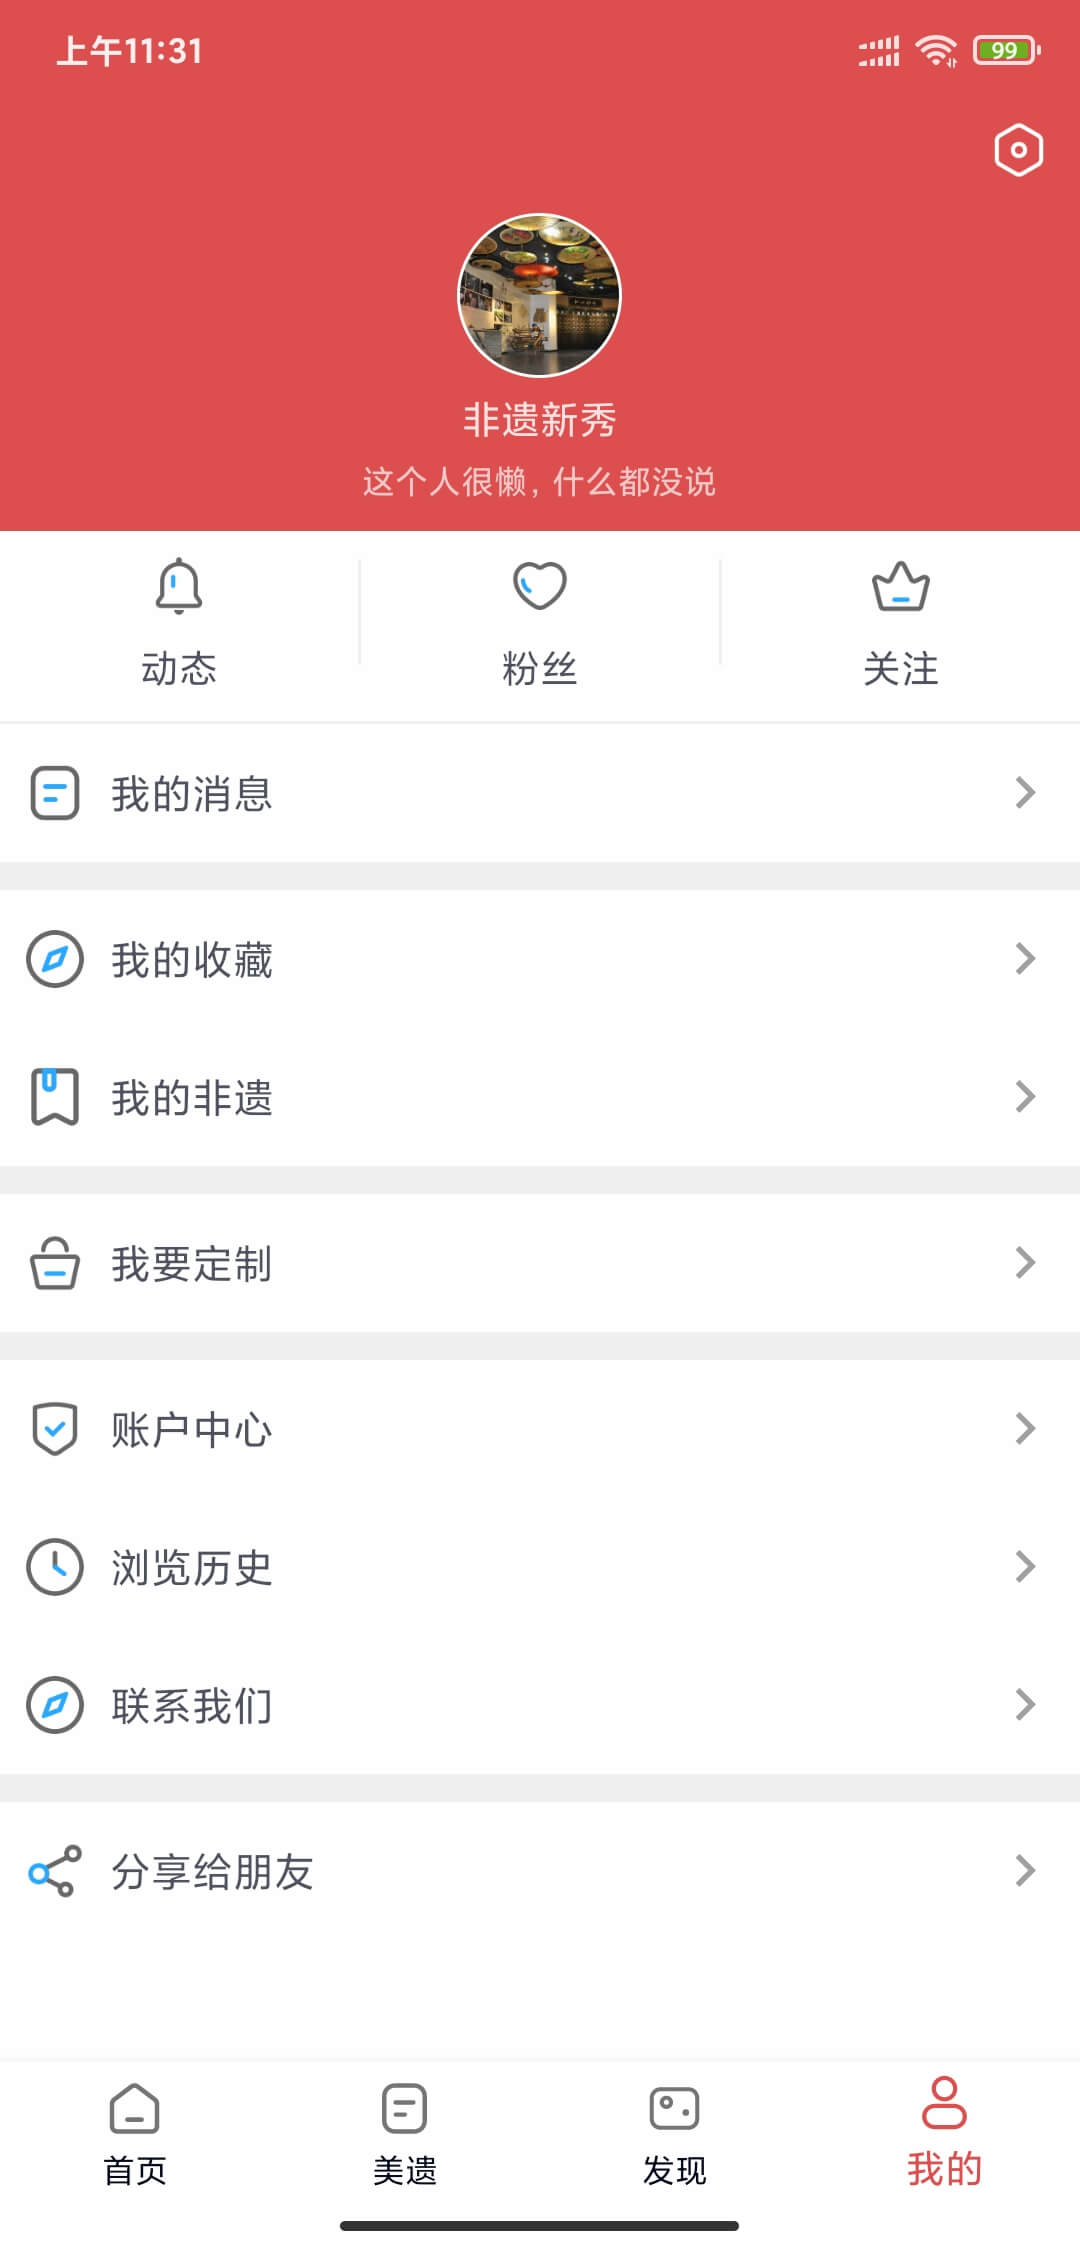 上午11:31
99
非遗新秀
这个人很懒，什么都没说
动态
粉丝
关注
我的消息
我的收藏
我的非遗
我要定制
账户中心
浏览历史
联系我们
分享给朋友
首页
美遗
发现
我的